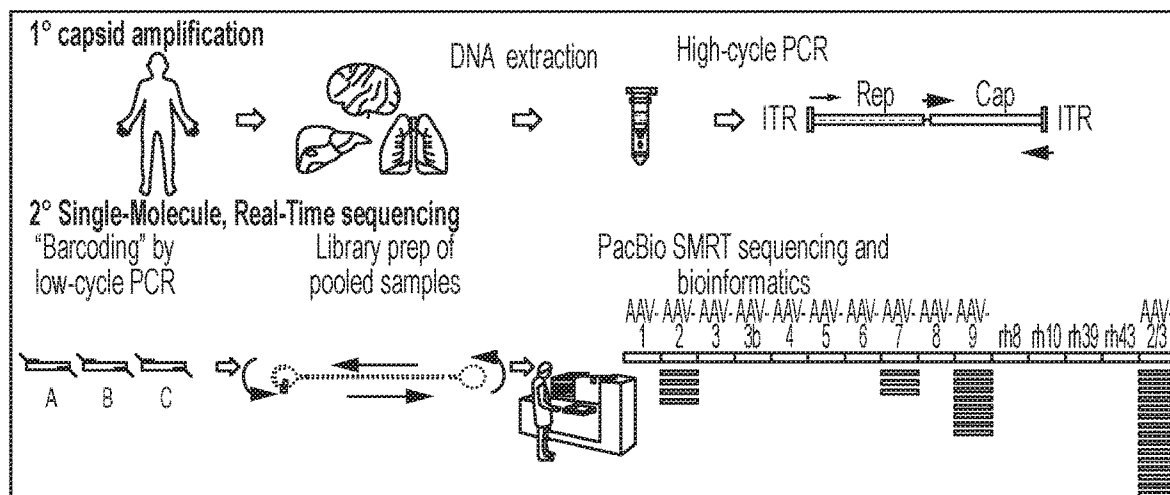 1° capsid amplification
DNA extraction
High-cycle PCR
ITR
Rep
Cap
ITR
2° Single-Molecule, Real-Time sequencing
"Barcoding" by
low-cycle PCR
Library prep of
pooled samples
PacBio SMRT sequencing and
bioinformatics
AAV- AAV- AAV- AAV- AAV- AAV- AAV- AAV- AAV- AAV- AAV-
1 2 3 3b 4 5 6 7 8 9 rh8 rh10 rh39 rh43 2/3
A B C